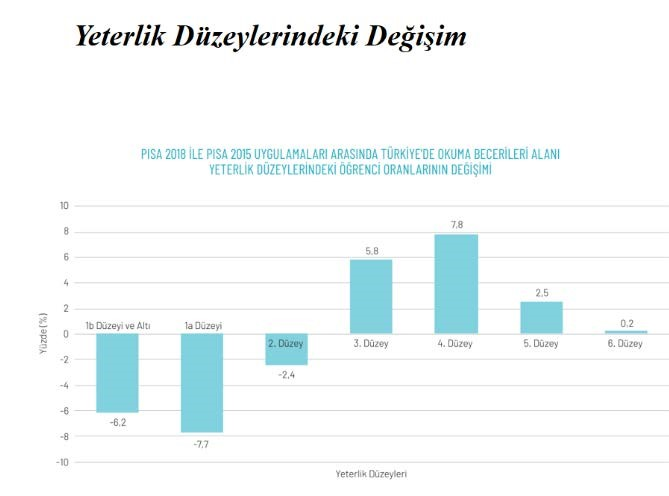 Yeterlik Düzeylerindeki Değişim
PISA 2018 İLE PISA 2015 UYGULAMALARI ARASINDA TÜRKİYE'DE OKUMA BECERİLERİ ALANI
YETERLİK DÜZEYLERİNDEKİ ÖĞRENCİ ORANLARININ DEĞİŞİMİ
Yüzde (%)
10
8
6
4
2
0
-2
-4
-6
-8
-10
1b Düzeyi ve Altı
-6,2
1a Düzeyi
-7,7
2. Düzey
-2,4
5,8
3. Düzey
7,8
4. Düzey
2,5
5. Düzey
0,2
6. Düzey
Yeterlik Düzeyleri